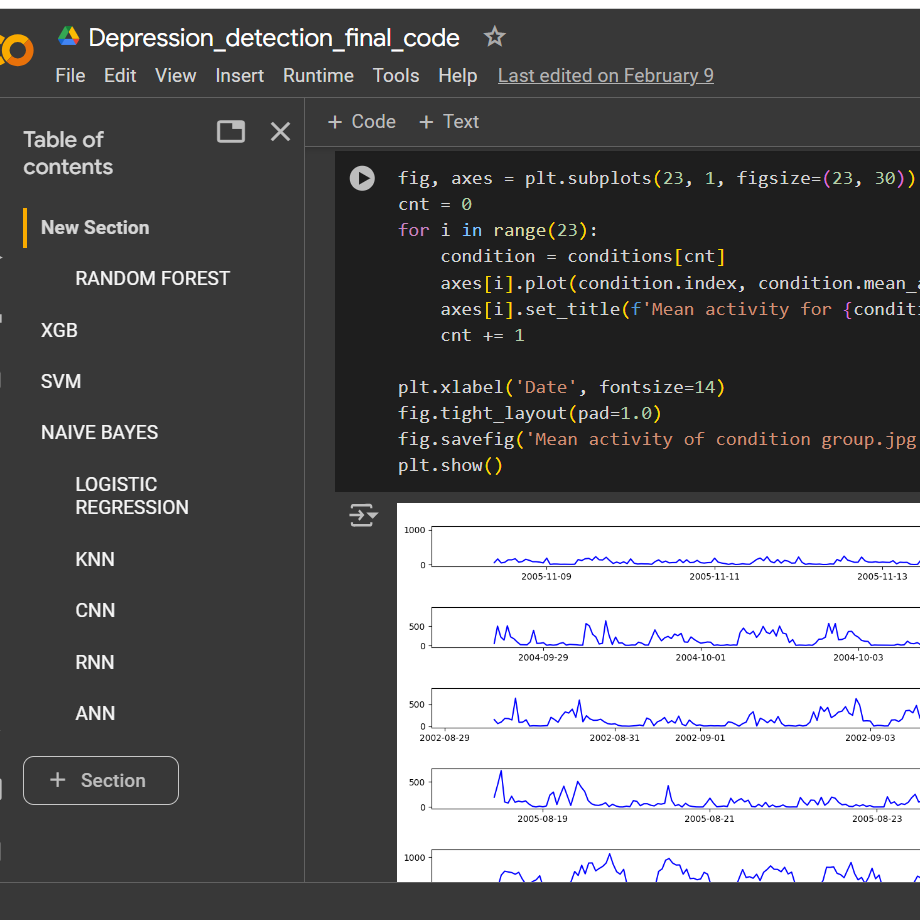 Depression_detection_final_code
File Edit View Insert Runtime Tools Help Last edited on February 9
Table of
contents
New Section
RANDOM FOREST
XGB
SVM
NAIVE BAYES
LOGISTIC
REGRESSION
KNN
CNN
RNN
ANN
+ Section
+ Code + Text
fig, axes = plt.subplots(23, 1, figsize=(23, 30))
cnt = 0
for i in range(23):
    condition = conditions[cnt]
    axes[i].plot(condition.index, condition.mean_
    axes[i].set_title(f'Mean activity for {condit
    cnt += 1
plt.xlabel('Date', fontsize=14)
fig.tight_layout(pad=1.0)
fig.savefig('Mean activity of condition group.jpg
plt.show()
1000
0
2005-11-09 2005-11-11 2005-11-13
500
0
2004-09-29 2004-10-01 2004-10-03
500
0
2002-08-29 2002-08-31 2002-09-01 2002-09-03
500
0
2005-08-19 2005-08-21 2005-08-23
1000